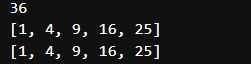 36
[1, 4, 9, 16, 25]
[1, 4, 9, 16, 25]